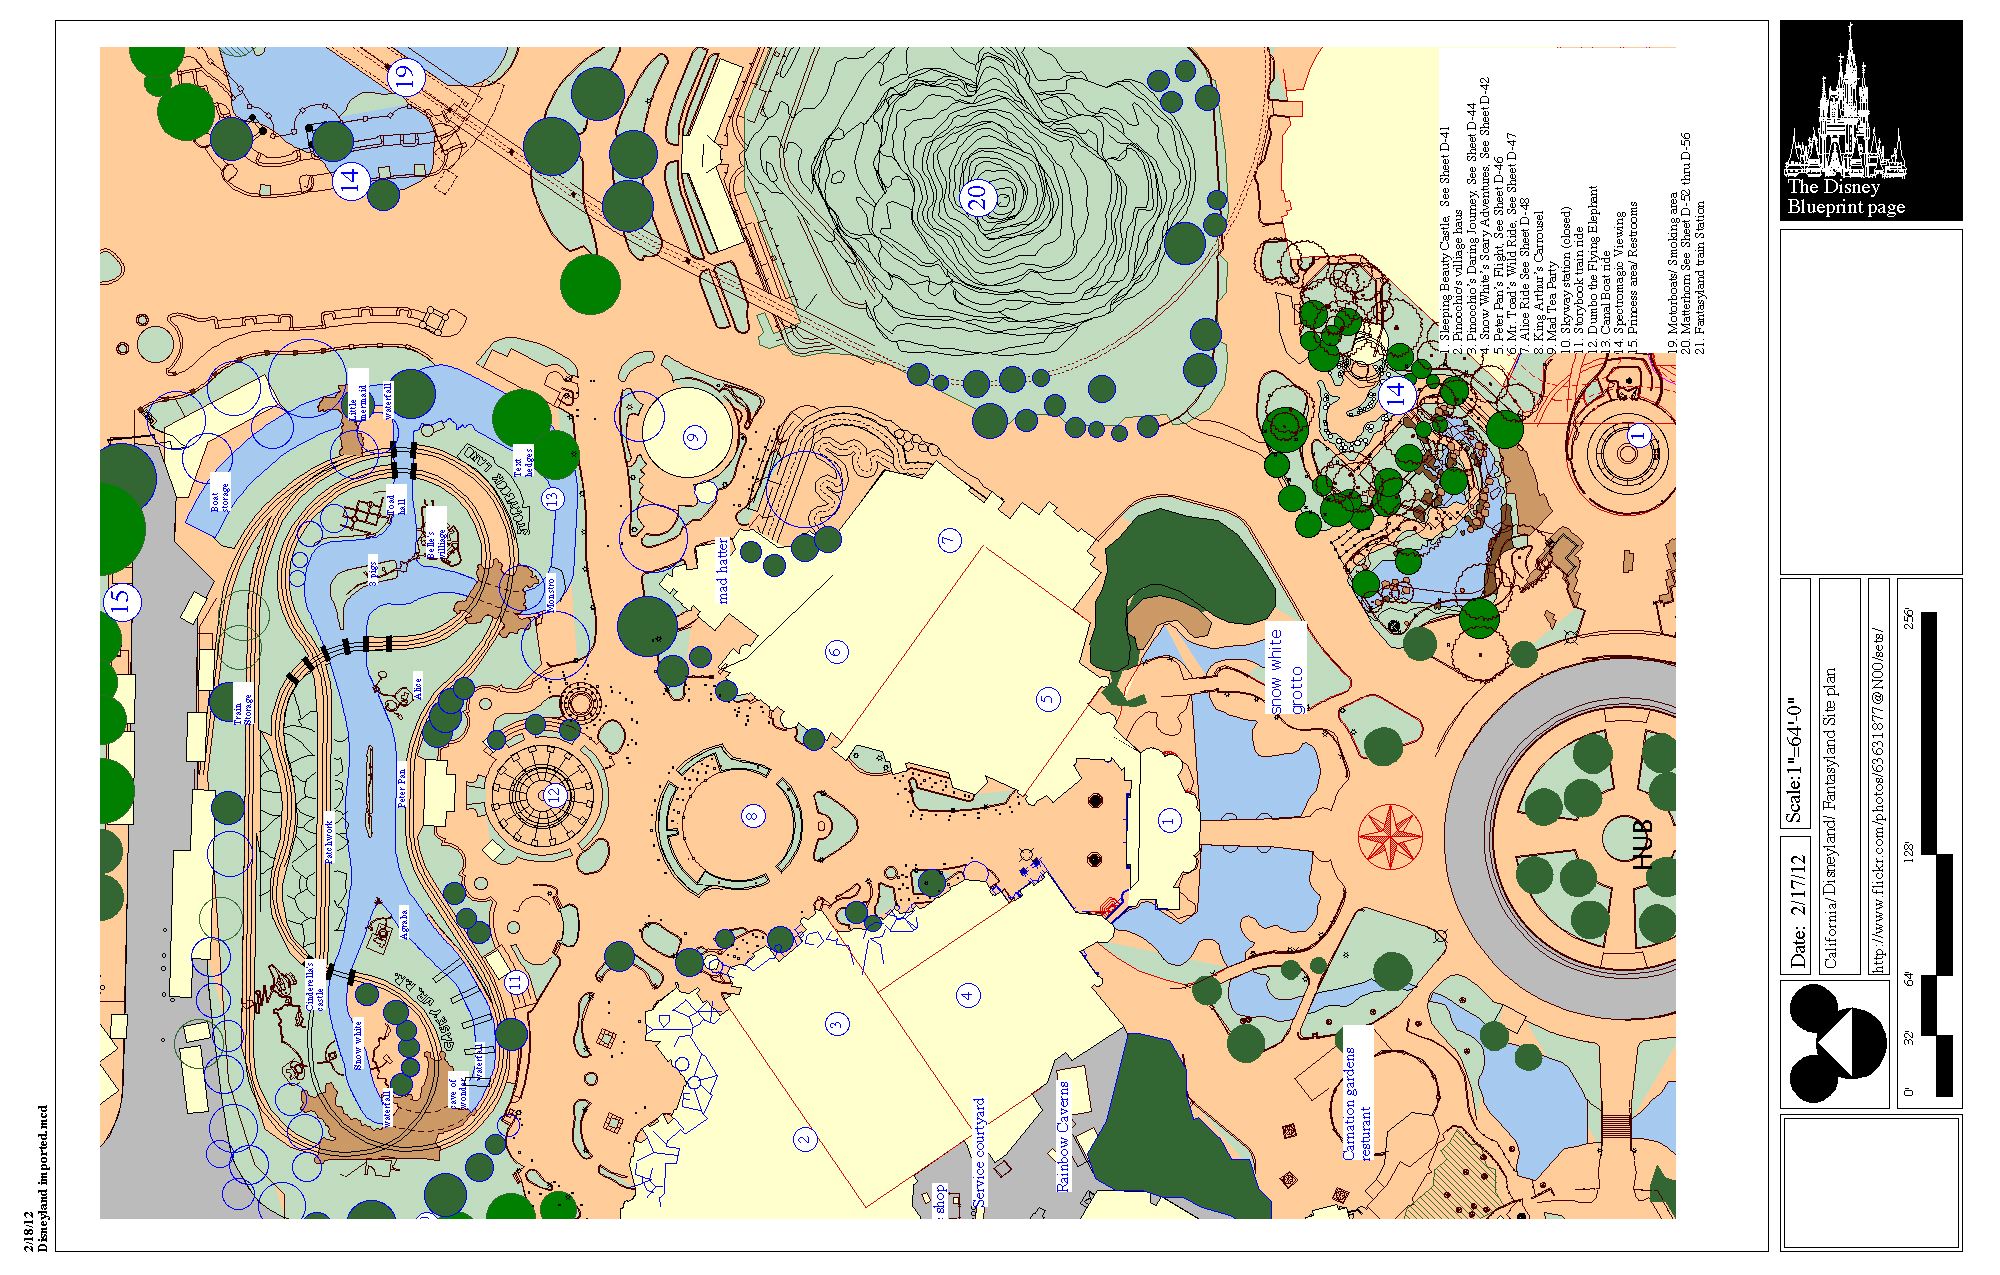 2/18/12
Disneyland imported.mcd
The Disney
Blueprint page
1. Sleeping Beauty Castle, See Sheet D-41
2. Pinocchio's village haus
3. Pinocchio's Daring Journey, See Sheet D-44
4. Snow White's Scary Adventures, See Sheet D-42
5. Peter Pan's Flight, See Sheet D-46
6. Mr. Toad's Wild Ride, See Sheet D-47
7. Alice Ride See Sheet D-48
8. King Arthur's Carrousel
9. Mad Tea Party
10. Skyway station (closed)
11. Storybook train ride
12. Dumbo the Flying Elephant
13. Canal Boat ride
14. Spectromagic Viewing
15. Princess area/ Restrooms
19. Motorboats/ Smoking area
20. Matterhorn See Sheet D-52 thru D-56
21. Fantasyland train Station
19
14
20
14
1
15
9
13
7
6
5
12
8
1
11
3
4
2
Little
mermaid
waterfall
Boat
storage
Text
hedges
STORYBOOK
LAND
Toad
hall
Belle's
village
3 pigs
Monstro
mad hatter
Train
Storage
Alice
Peter Pan
Patchwork
Agraba
Cinderella's
castle
Snow white
CASEY JR. R.R.
waterfall
waterfall
cave of
wonder
snow white
grotto
HUB
Carnation gardens
resturant
Rainbow Caverns
Service courtyard
shop
Date: 2/17/12
Scale:1"=64'-0"
California/ Disneyland/ Fantasyland Site plan
http://www.flickr.com/photos/63631877@N00/sets/
0'
32'
64'
128'
256'